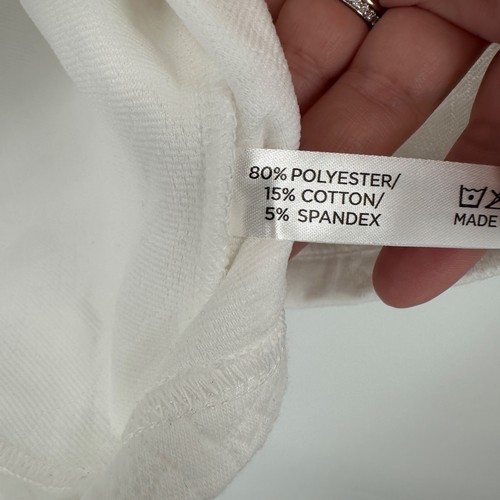 80% POLYESTER/
15% COTTON/
5% SPANDEX
MADE